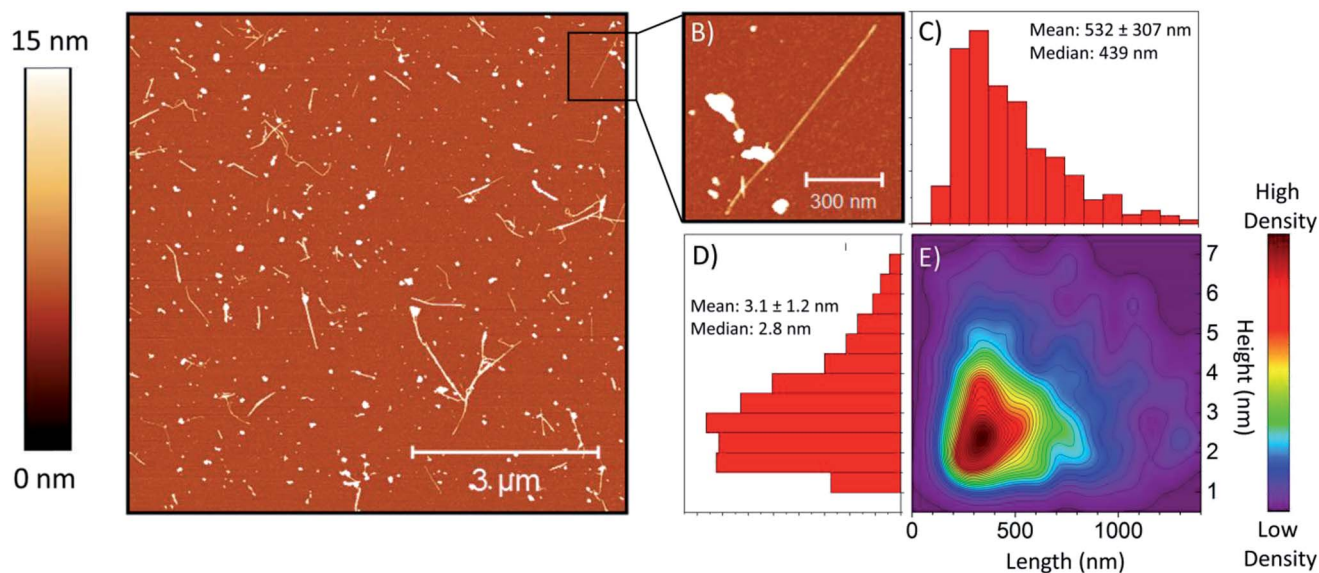 15 nm
0 nm
3 µm
B)
300 nm
C)
Mean: 532 ± 307 nm
Median: 439 nm
D)
Mean: 3.1 ± 1.2 nm
Median: 2.8 nm
E)
7
6
5
4
3
2
1
Height (nm)
0
500
1000
Length (nm)
High
Density
Low
Density